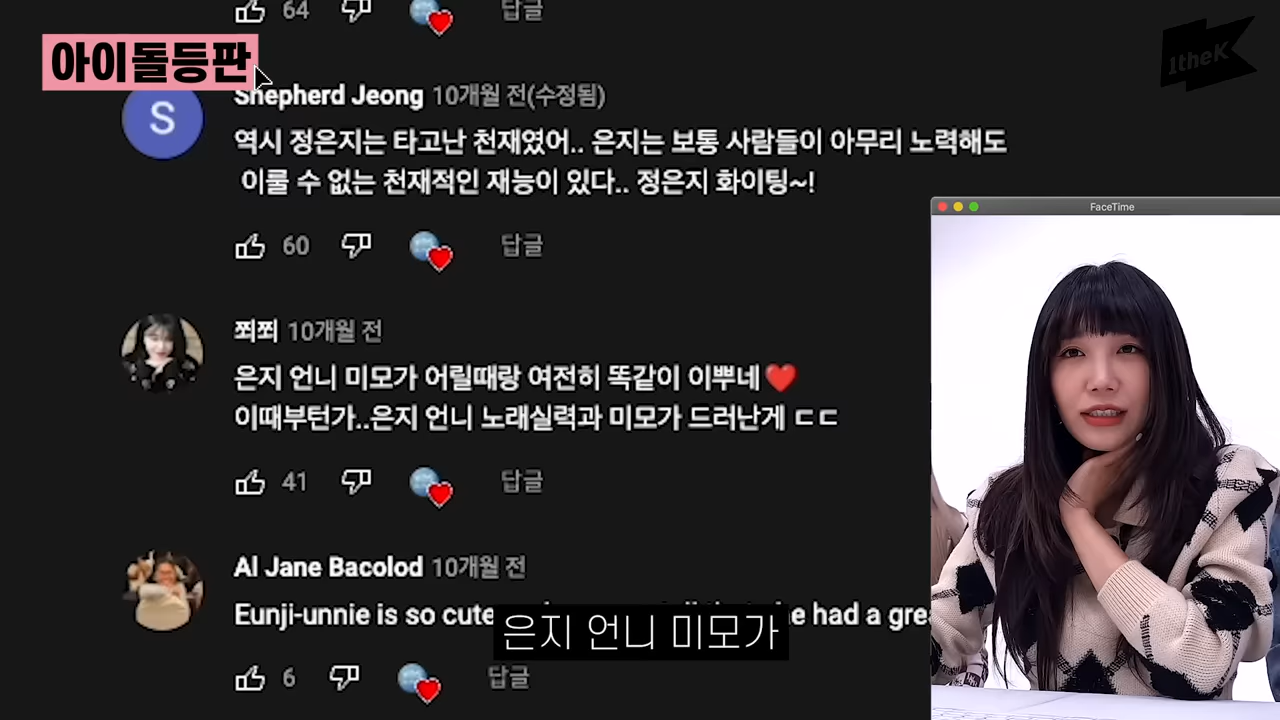 64 답글
아이돌등판
1theK
S
Shepherd Jeong 10개월 전(수정됨)
역시 정은지는 타고난 천재였어.. 은지는 보통 사람들이 아무리 노력해도
이룰 수 없는 천재적인 재능이 있다.. 정은지 화이팅~!
60 답글
FaceTime
쬐쬐 10개월 전
은지 언니 미모가 어릴때랑 여전히 똑같이 이뿌네❤️
이때부턴가..은지 언니 노래실력과 미모가 드러난게 ㄷㄷ
41 답글
Al Jane Bacolod 10개월 전
Eunji-unnie is so cute had a
은지 언니 미모가
6 답글